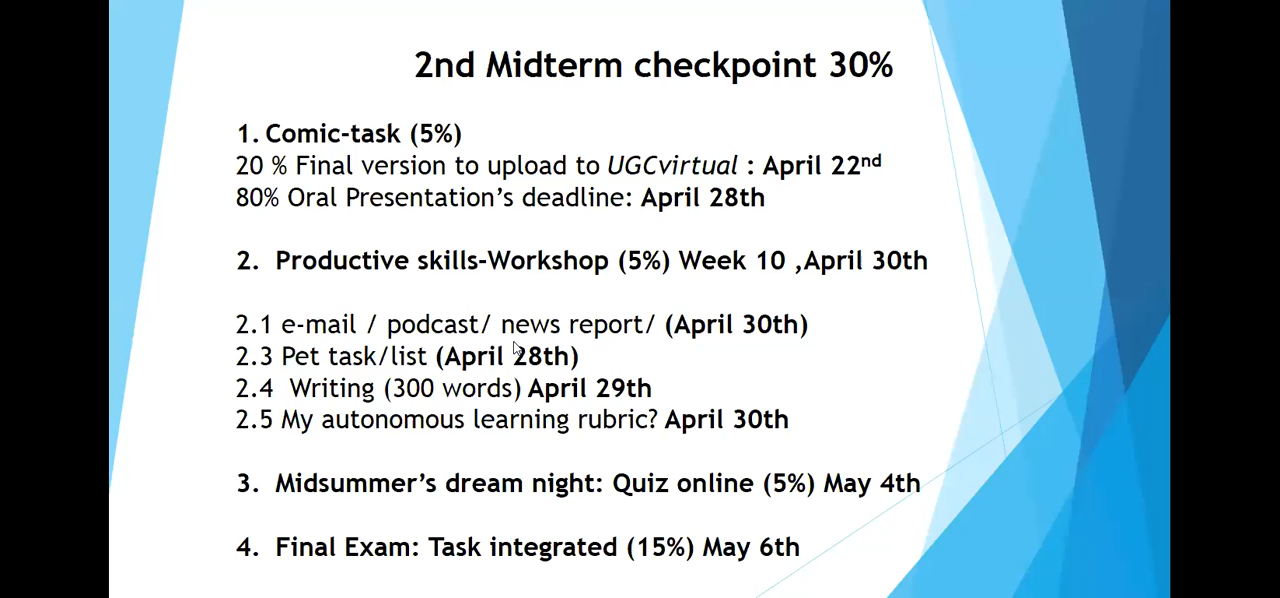 2nd Midterm checkpoint 30%
1. Comic-task (5%)
20 % Final version to upload to UGCvirtual : April 22nd
80% Oral Presentation's deadline: April 28th
2. Productive skills-Workshop (5%) Week 10 ,April 30th
2.1 e-mail / podcast/ news report/ (April 30th)
2.3 Pet task/list (April 28th)
2.4 Writing (300 words) April 29th
2.5 My autonomous learning rubric? April 30th
3. Midsummer's dream night: Quiz online (5%) May 4th
4. Final Exam: Task integrated (15%) May 6th